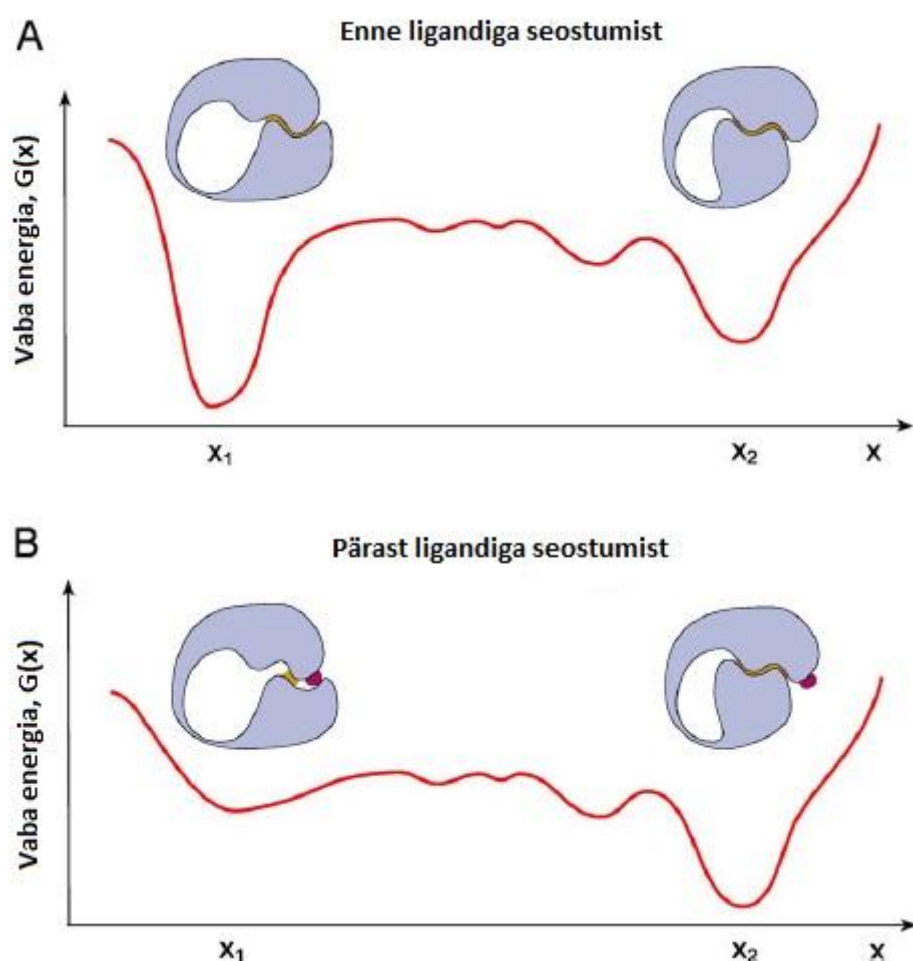 A
Enne ligandiga seostumist
Vaba energia, G(x)
x₁
x₂
x
B
Pärast ligandiga seostumist
Vaba energia, G(x)
x₁
x₂
x